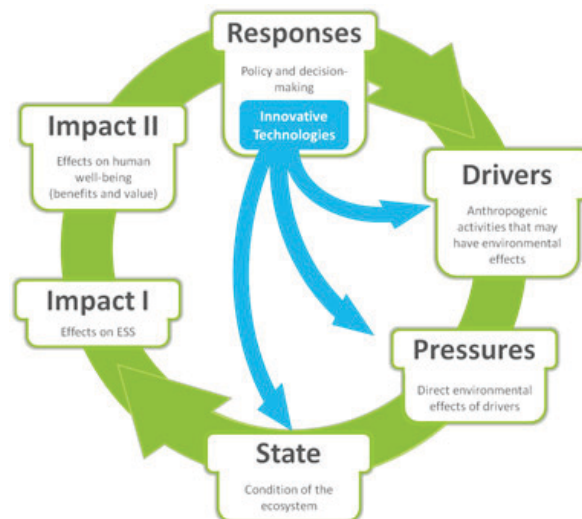 Responses
Policy and decision-
making
Innovative
Technologies
Drivers
Anthropogenic
activities that may
have environmental
effects
Pressures
Direct environmental
effects of drivers
State
Condition of the
ecosystem
Impact I
Effects on ESS
Impact II
Effects on human
well-being
(benefits and value)